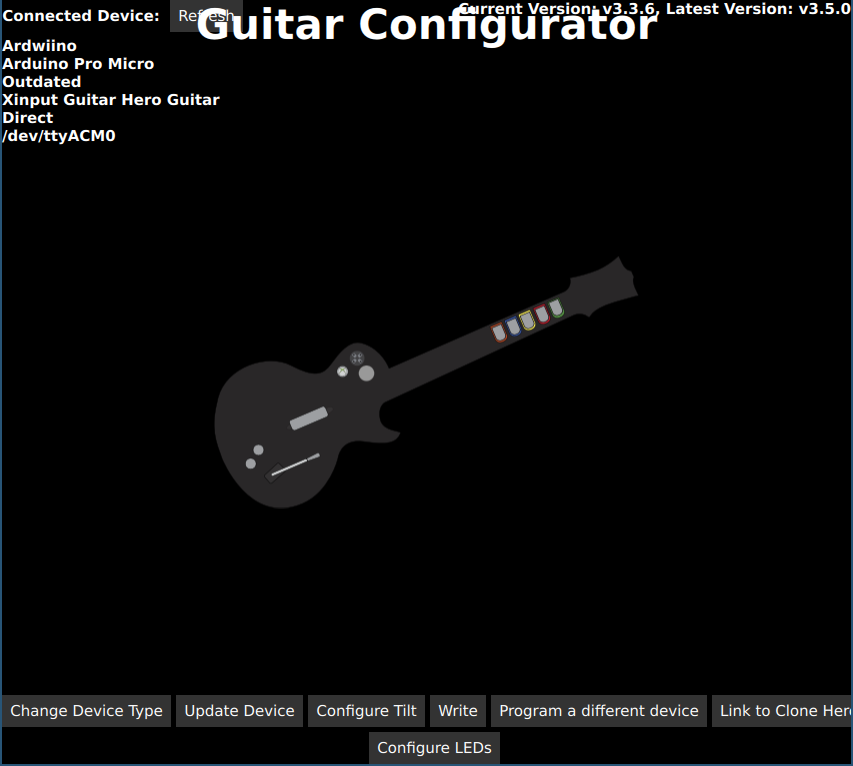 Connected Device:
Refresh
Guitar Configurator
Current Version: v3.3.6, Latest Version: v3.5.0
Ardwiino
Arduino Pro Micro
Outdated
Xinput Guitar Hero Guitar
Direct
/dev/ttyACM0
Change Device Type
Update Device
Configure Tilt
Write
Program a different device
Link to Clone Her
Configure LEDs